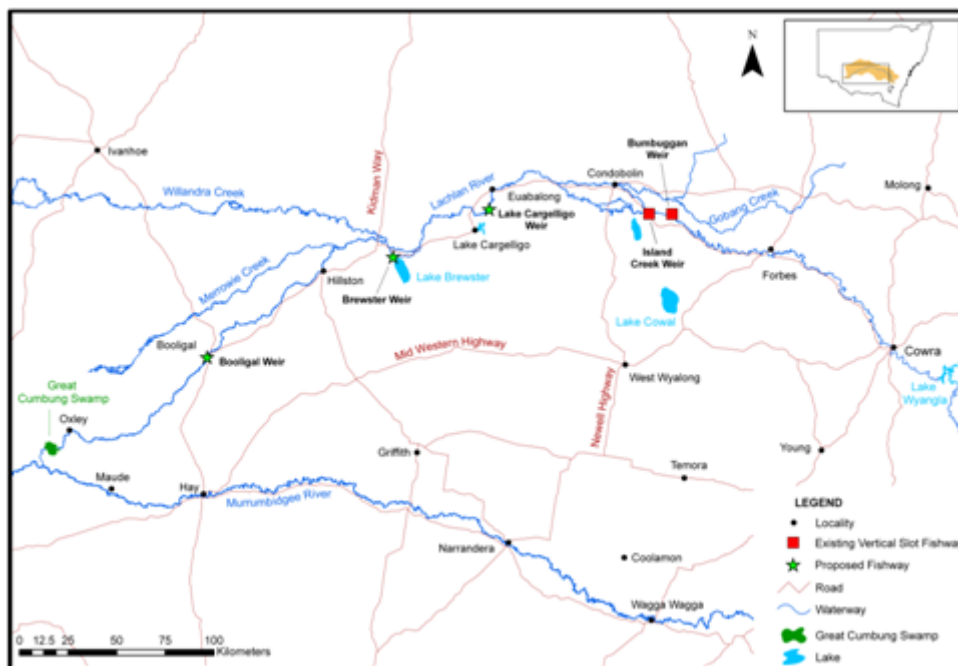 N
Ivanhoe
Willandra Creek
Kidman Way
Lachlan River
Euabalong
Condobolin
Bumbuggan
Weir
Gobang Creek
Molong
Lake Cargelligo
Weir
Lake Cargelligo
Island
Creek Weir
Forbes
Merrowie Creek
Hillston
Lake Brewster
Brewster Weir
Lake Cowal
Booligal
Booligal Weir
Mid Western Highway
West Wyalong
Cowra
Lake
Wyangla
Great
Cumbung Swamp
Oxley
Newell Highway
Griffith
Temora
Young
Maude
Hay
Murrumbidgee River
Narrandera
Coolamon
Wagga Wagga
LEGEND
Locality
Existing Vertical Slot Fishway
Proposed Fishway
Road
Waterway
Great Cumbung Swamp
Lake
0 12.5 25 50 75 100
Kilometers